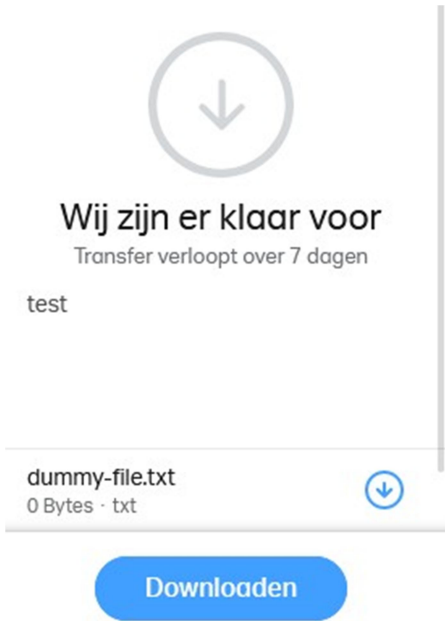 Wij zijn er klaar voor
Transfer verloopt over 7 dagen
test
dummy-file.txt
0 Bytes · txt
Downloaden